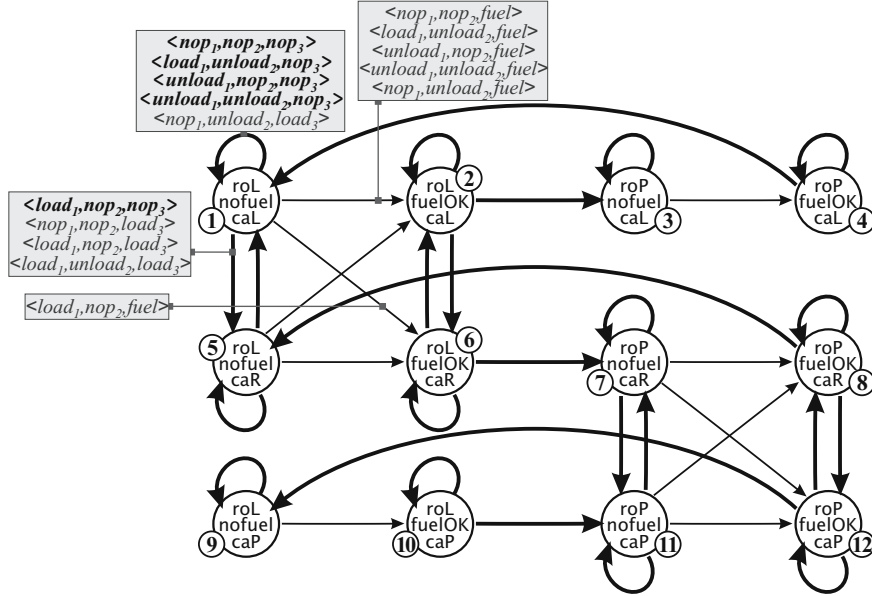 <nop₁,nop₂,nop₃>
<load₁,unload₂,nop₃>
<unload₁,nop₂,nop₃>
<unload₁,unload₂,nop₃>
<nop₁,unload₂,load₃>
<nop₁,nop₂,fuel>
<load₁,unload₂,fuel>
<unload₁,nop₂,fuel>
<unload₁,unload₂,fuel>
<nop₁,unload₂,fuel>
roL
nofuel
caL
1
roL
fuelOK
caL
2
roP
nofuel
caL
3
roP
fuelOK
caL
4
<load₁,nop₂,nop₃>
<nop₁,nop₂,load₃>
<load₁,nop₂,load₃>
<load₁,unload₂,load₃>
<load₁,nop₂,fuel>
roL
nofuel
caR
5
roL
fuelOK
caR
6
roP
nofuel
caR
7
roP
fuelOK
caR
8
roL
nofuel
caP
9
roL
fuelOK
caP
10
roP
nofuel
caP
11
roP
fuelOK
caP
12